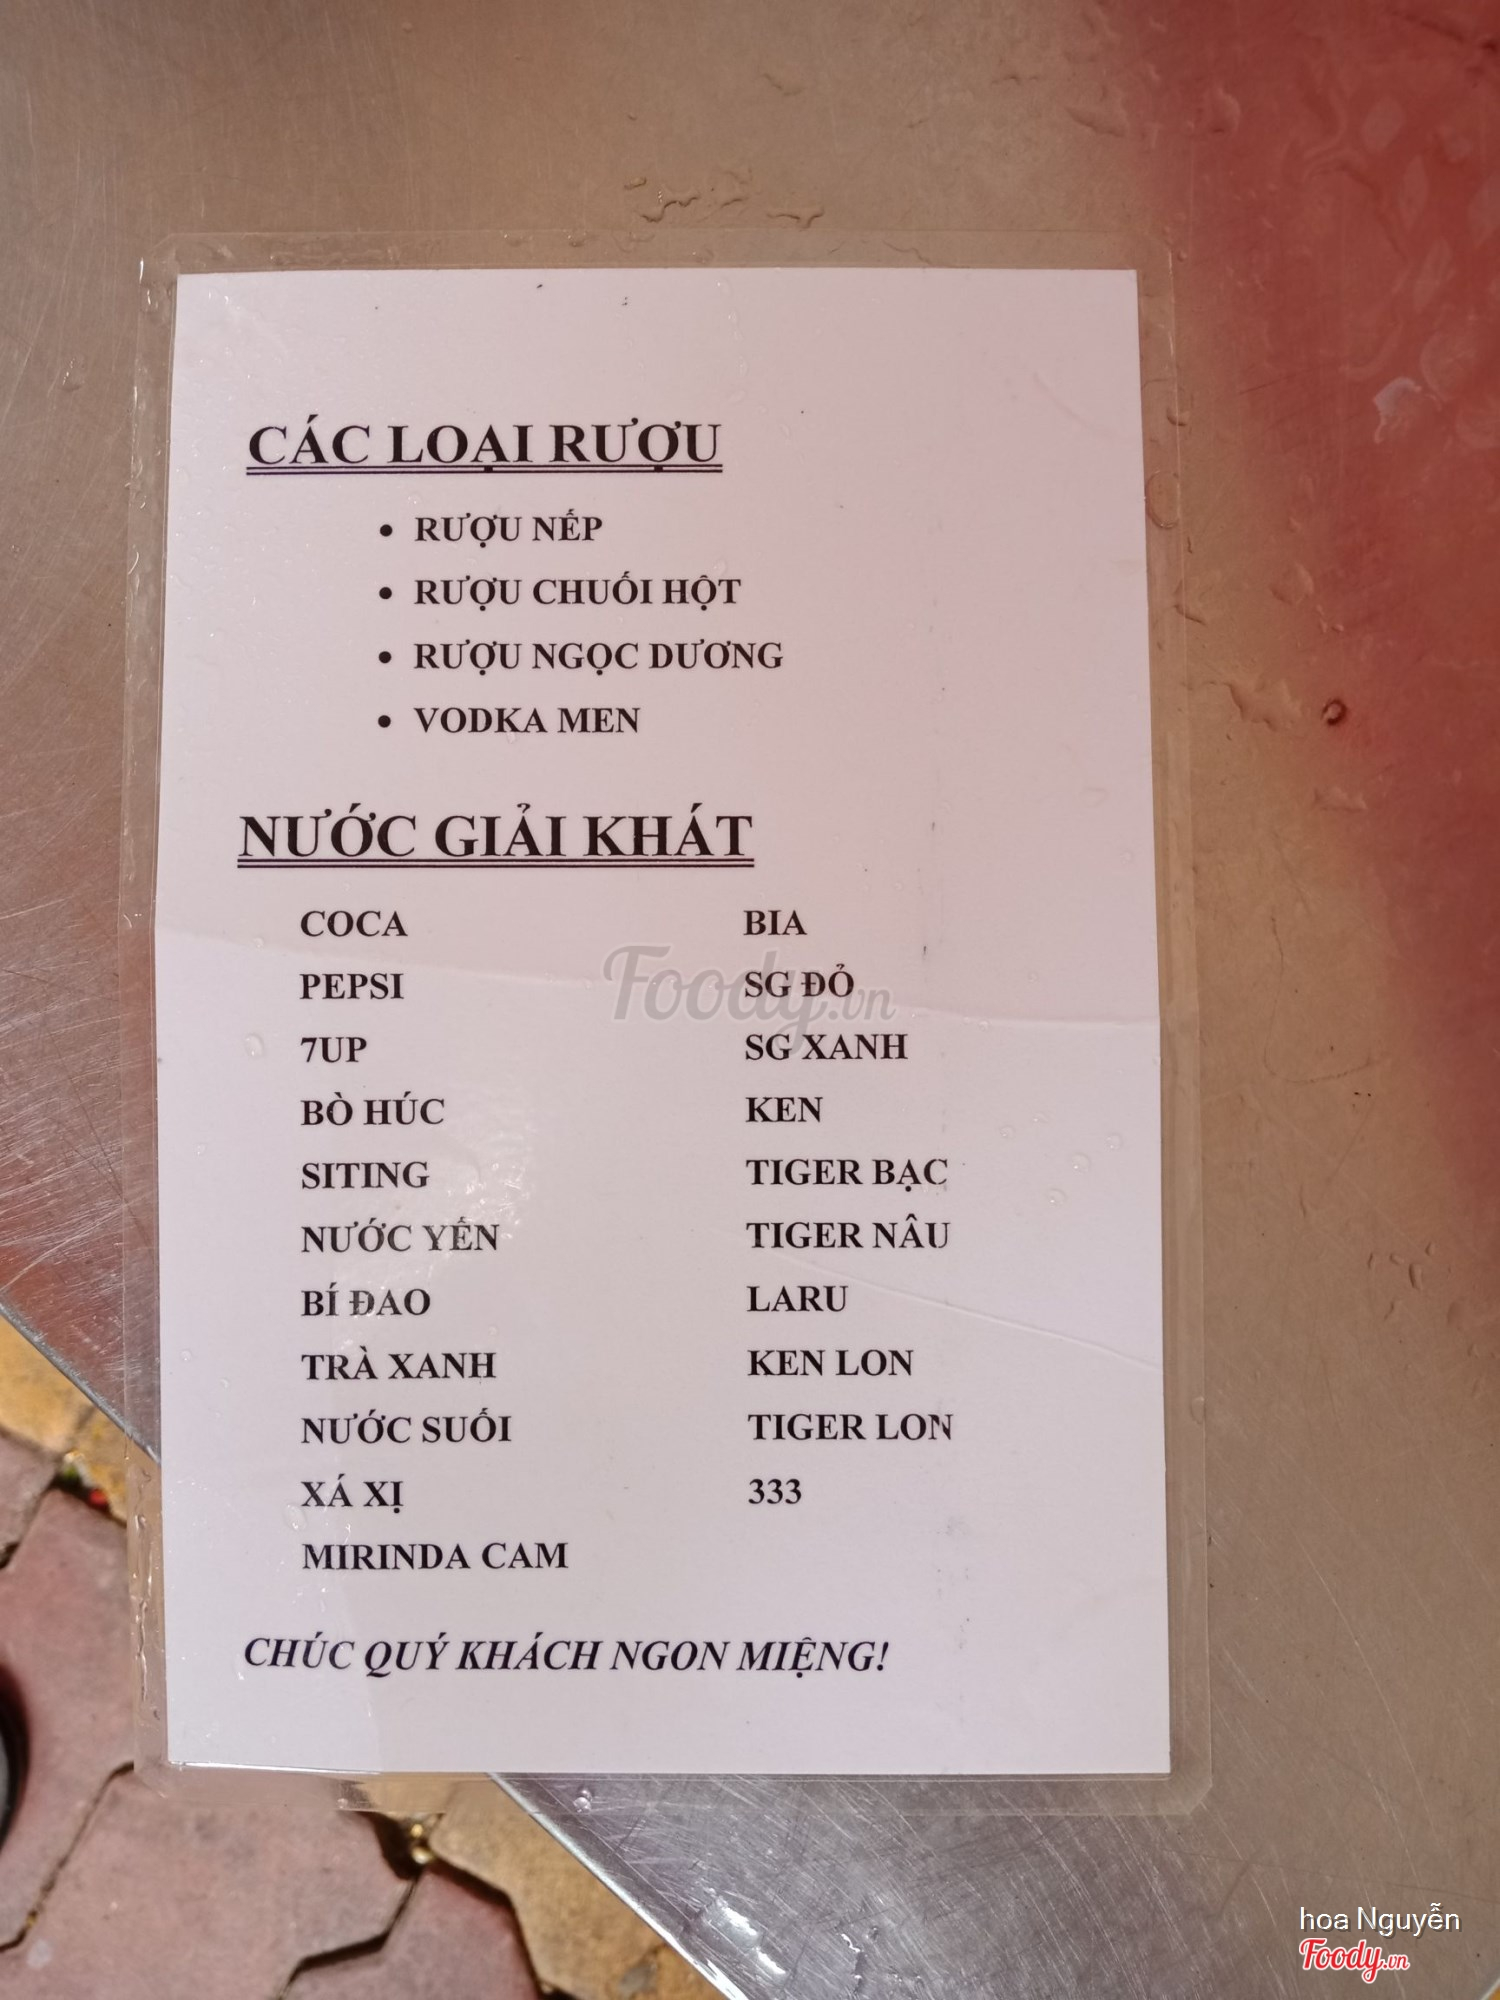 CÁC LOẠI RƯỢU
• RƯỢU NẾP
• RƯỢU CHUỐI HỘT
• RƯỢU NGỌC DƯƠNG
• VODKA MEN
NƯỚC GIẢI KHÁT
COCA
PEPSI
7UP
BÒ HÚC
SITING
NƯỚC YẾN
BÍ ĐAO
TRÀ XANH
NƯỚC SUỐI
XÁ XỊ
MIRINDA CAM
BIA
SG ĐỎ
SG XANH
KEN
TIGER BẠC
TIGER NÂU
LARU
KEN LON
TIGER LON
333
CHÚC QUÝ KHÁCH NGON MIỆNG!
Foody.vn
hoa Nguyễn
Foody.vn